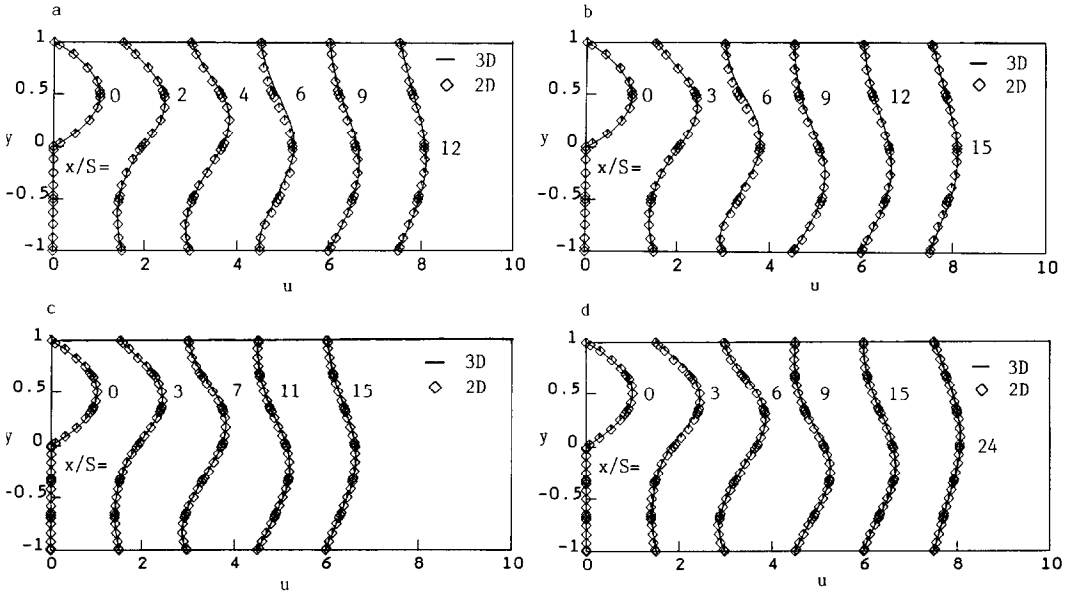 a
1
0.5
y 0
-0.5
-1
3D
2D
x/S=
0 2 4 6 9 12
0 2 4 6 8 10
u
b
1
0.5
y 0
-0.5
-1
3D
2D
x/S=
0 3 6 9 12 15
0 2 4 6 8 10
u
c
1
0.5
y 0
-0.5
-1
3D
2D
x/S=
0 3 7 11 15
0 2 4 6 8 10
u
d
1
0.5
y 0
-0.5
-1
3D
2D
x/S=
0 3 6 9 15 24
0 2 4 6 8 10
u